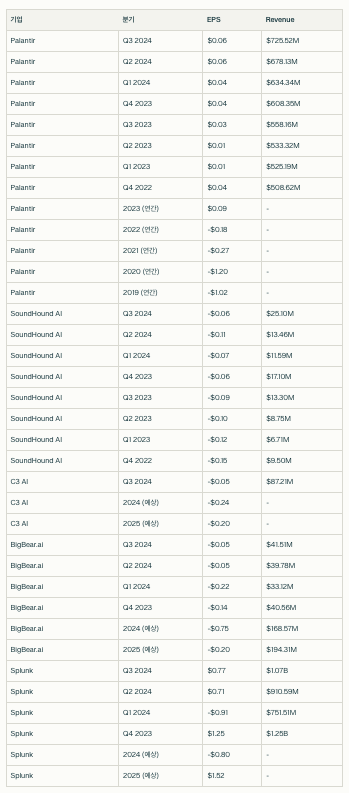 기업 분기 EPS Revenue
Palantir Q3 2024 $0.06 $725.52M
Palantir Q2 2024 $0.06 $678.13M
Palantir Q1 2024 $0.04 $634.34M
Palantir Q4 2023 $0.04 $608.35M
Palantir Q3 2023 $0.03 $558.16M
Palantir Q2 2023 $0.01 $533.32M
Palantir Q1 2023 $0.01 $525.19M
Palantir Q4 2022 $0.04 $508.62M
Palantir 2023 (연간) $0.09 -
Palantir 2022 (연간) -$0.18 -
Palantir 2021 (연간) -$0.27 -
Palantir 2020 (연간) -$1.20 -
Palantir 2019 (연간) -$1.02 -
SoundHound AI Q3 2024 -$0.06 $25.10M
SoundHound AI Q2 2024 -$0.11 $13.46M
SoundHound AI Q1 2024 -$0.07 $11.59M
SoundHound AI Q4 2023 -$0.06 $17.10M
SoundHound AI Q3 2023 -$0.09 $13.30M
SoundHound AI Q2 2023 -$0.10 $8.75M
SoundHound AI Q1 2023 -$0.12 $6.71M
SoundHound AI Q4 2022 -$0.15 $9.50M
C3 AI Q3 2024 -$0.05 $87.21M
C3 AI 2024 (예상) -$0.24 -
C3 AI 2025 (예상) -$0.20 -
BigBear.ai Q3 2024 -$0.05 $41.51M
BigBear.ai Q2 2024 -$0.05 $39.78M
BigBear.ai Q1 2024 -$0.22 $33.12M
BigBear.ai Q4 2023 -$0.14 $40.56M
BigBear.ai 2024 (예상) -$0.75 $168.57M
BigBear.ai 2025 (예상) -$0.20 $194.31M
Splunk Q3 2024 $0.77 $1.07B
Splunk Q2 2024 $0.71 $910.59M
Splunk Q1 2024 -$0.91 $751.51M
Splunk Q4 2023 $1.25 $1.25B
Splunk 2024 (예상) -$0.80 -
Splunk 2025 (예상) $1.52 -